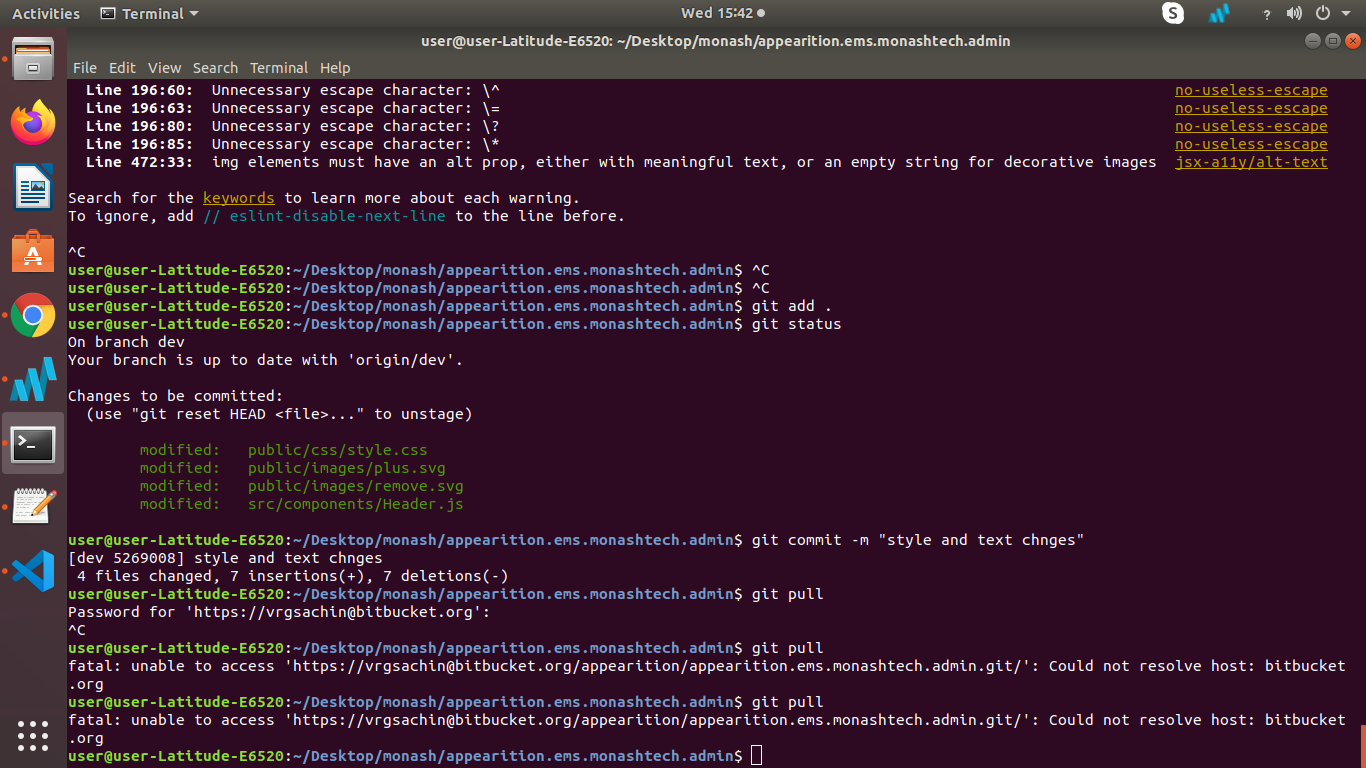 Activities Terminal Wed 15:42 ?
user@user-Latitude-E6520: ~/Desktop/monash/appearition.ems.monashtech.admin
File Edit View Search Terminal Help
Line 196:60: Unnecessary escape character: \^ no-useless-escape
Line 196:63: Unnecessary escape character: \= no-useless-escape
Line 196:80: Unnecessary escape character: \? no-useless-escape
Line 196:85: Unnecessary escape character: \* no-useless-escape
Line 472:33: img elements must have an alt prop, either with meaningful text, or an empty string for decorative images jsx-a11y/alt-text
Search for the keywords to learn more about each warning.
To ignore, add // eslint-disable-next-line to the line before.
^C
user@user-Latitude-E6520:~/Desktop/monash/appearition.ems.monashtech.admin$ ^C
user@user-Latitude-E6520:~/Desktop/monash/appearition.ems.monashtech.admin$ ^C
user@user-Latitude-E6520:~/Desktop/monash/appearition.ems.monashtech.admin$ git add .
user@user-Latitude-E6520:~/Desktop/monash/appearition.ems.monashtech.admin$ git status
On branch dev
Your branch is up to date with 'origin/dev'.
Changes to be committed:
(use "git reset HEAD <file>..." to unstage)
modified: public/css/style.css
modified: public/images/plus.svg
modified: public/images/remove.svg
modified: src/components/Header.js
user@user-Latitude-E6520:~/Desktop/monash/appearition.ems.monashtech.admin$ git commit -m "style and text chnges"
[dev 5269008] style and text chnges
4 files changed, 7 insertions(+), 7 deletions(-)
user@user-Latitude-E6520:~/Desktop/monash/appearition.ems.monashtech.admin$ git pull
Password for 'https://vrgsachin@bitbucket.org':
^C
user@user-Latitude-E6520:~/Desktop/monash/appearition.ems.monashtech.admin$ git pull
fatal: unable to access 'https://vrgsachin@bitbucket.org/appearition/appearition.ems.monashtech.admin.git/': Could not resolve host: bitbucket
.org
user@user-Latitude-E6520:~/Desktop/monash/appearition.ems.monashtech.admin$ git pull
fatal: unable to access 'https://vrgsachin@bitbucket.org/appearition/appearition.ems.monashtech.admin.git/': Could not resolve host: bitbucket
.org
user@user-Latitude-E6520:~/Desktop/monash/appearition.ems.monashtech.admin$